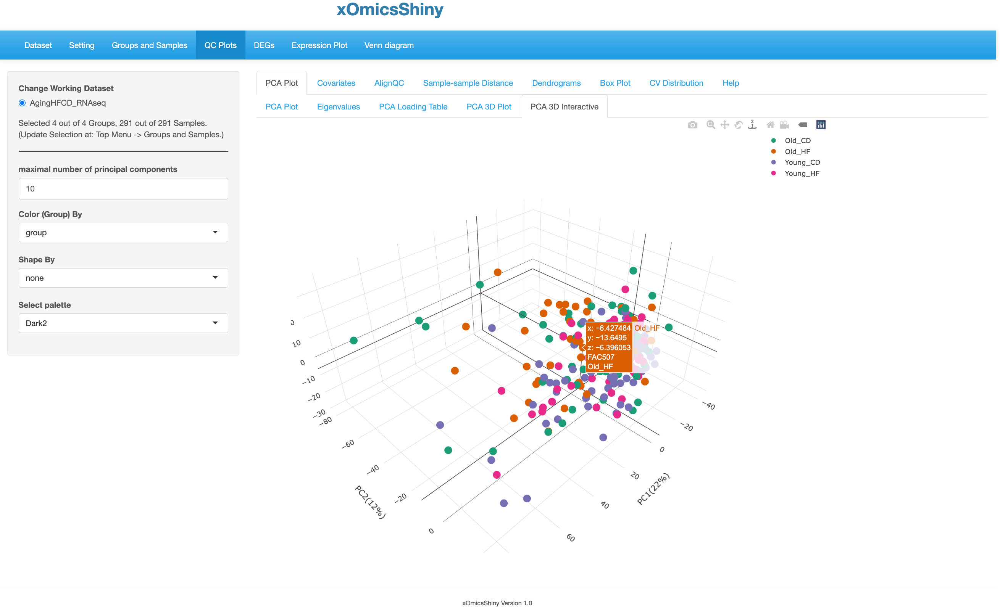 xOmicsShiny
Dataset Setting Groups and Samples QC Plots DEGs Expression Plot Venn diagram
Change Working Dataset
AgingHFCD_RNAseq
Selected 4 out of 4 Groups, 291 out of 291 Samples.
(Update Selection at: Top Menu -> Groups and Samples.)
maximal number of principal components
10
Color (Group) By
group
Shape By
none
Select palette
Dark2
PCA Plot Covariates AlignQC Sample-sample Distance Dendrograms Box Plot CV Distribution Help
PCA Plot Eigenvalues PCA Loading Table PCA 3D Plot PCA 3D Interactive
Old_CD
Old_HF
Young_CD
Young_HF
x: −6.427484 Old_HF
y: −13.6495
z: −6.396053
FAC507
Old_HF
0
10
0
−10
−20
−30
−80
−60
−40
−20
0
PC2(12%)
−40
−20
0
20
40
60
PC1(22%)
xOmicsShiny Version 1.0